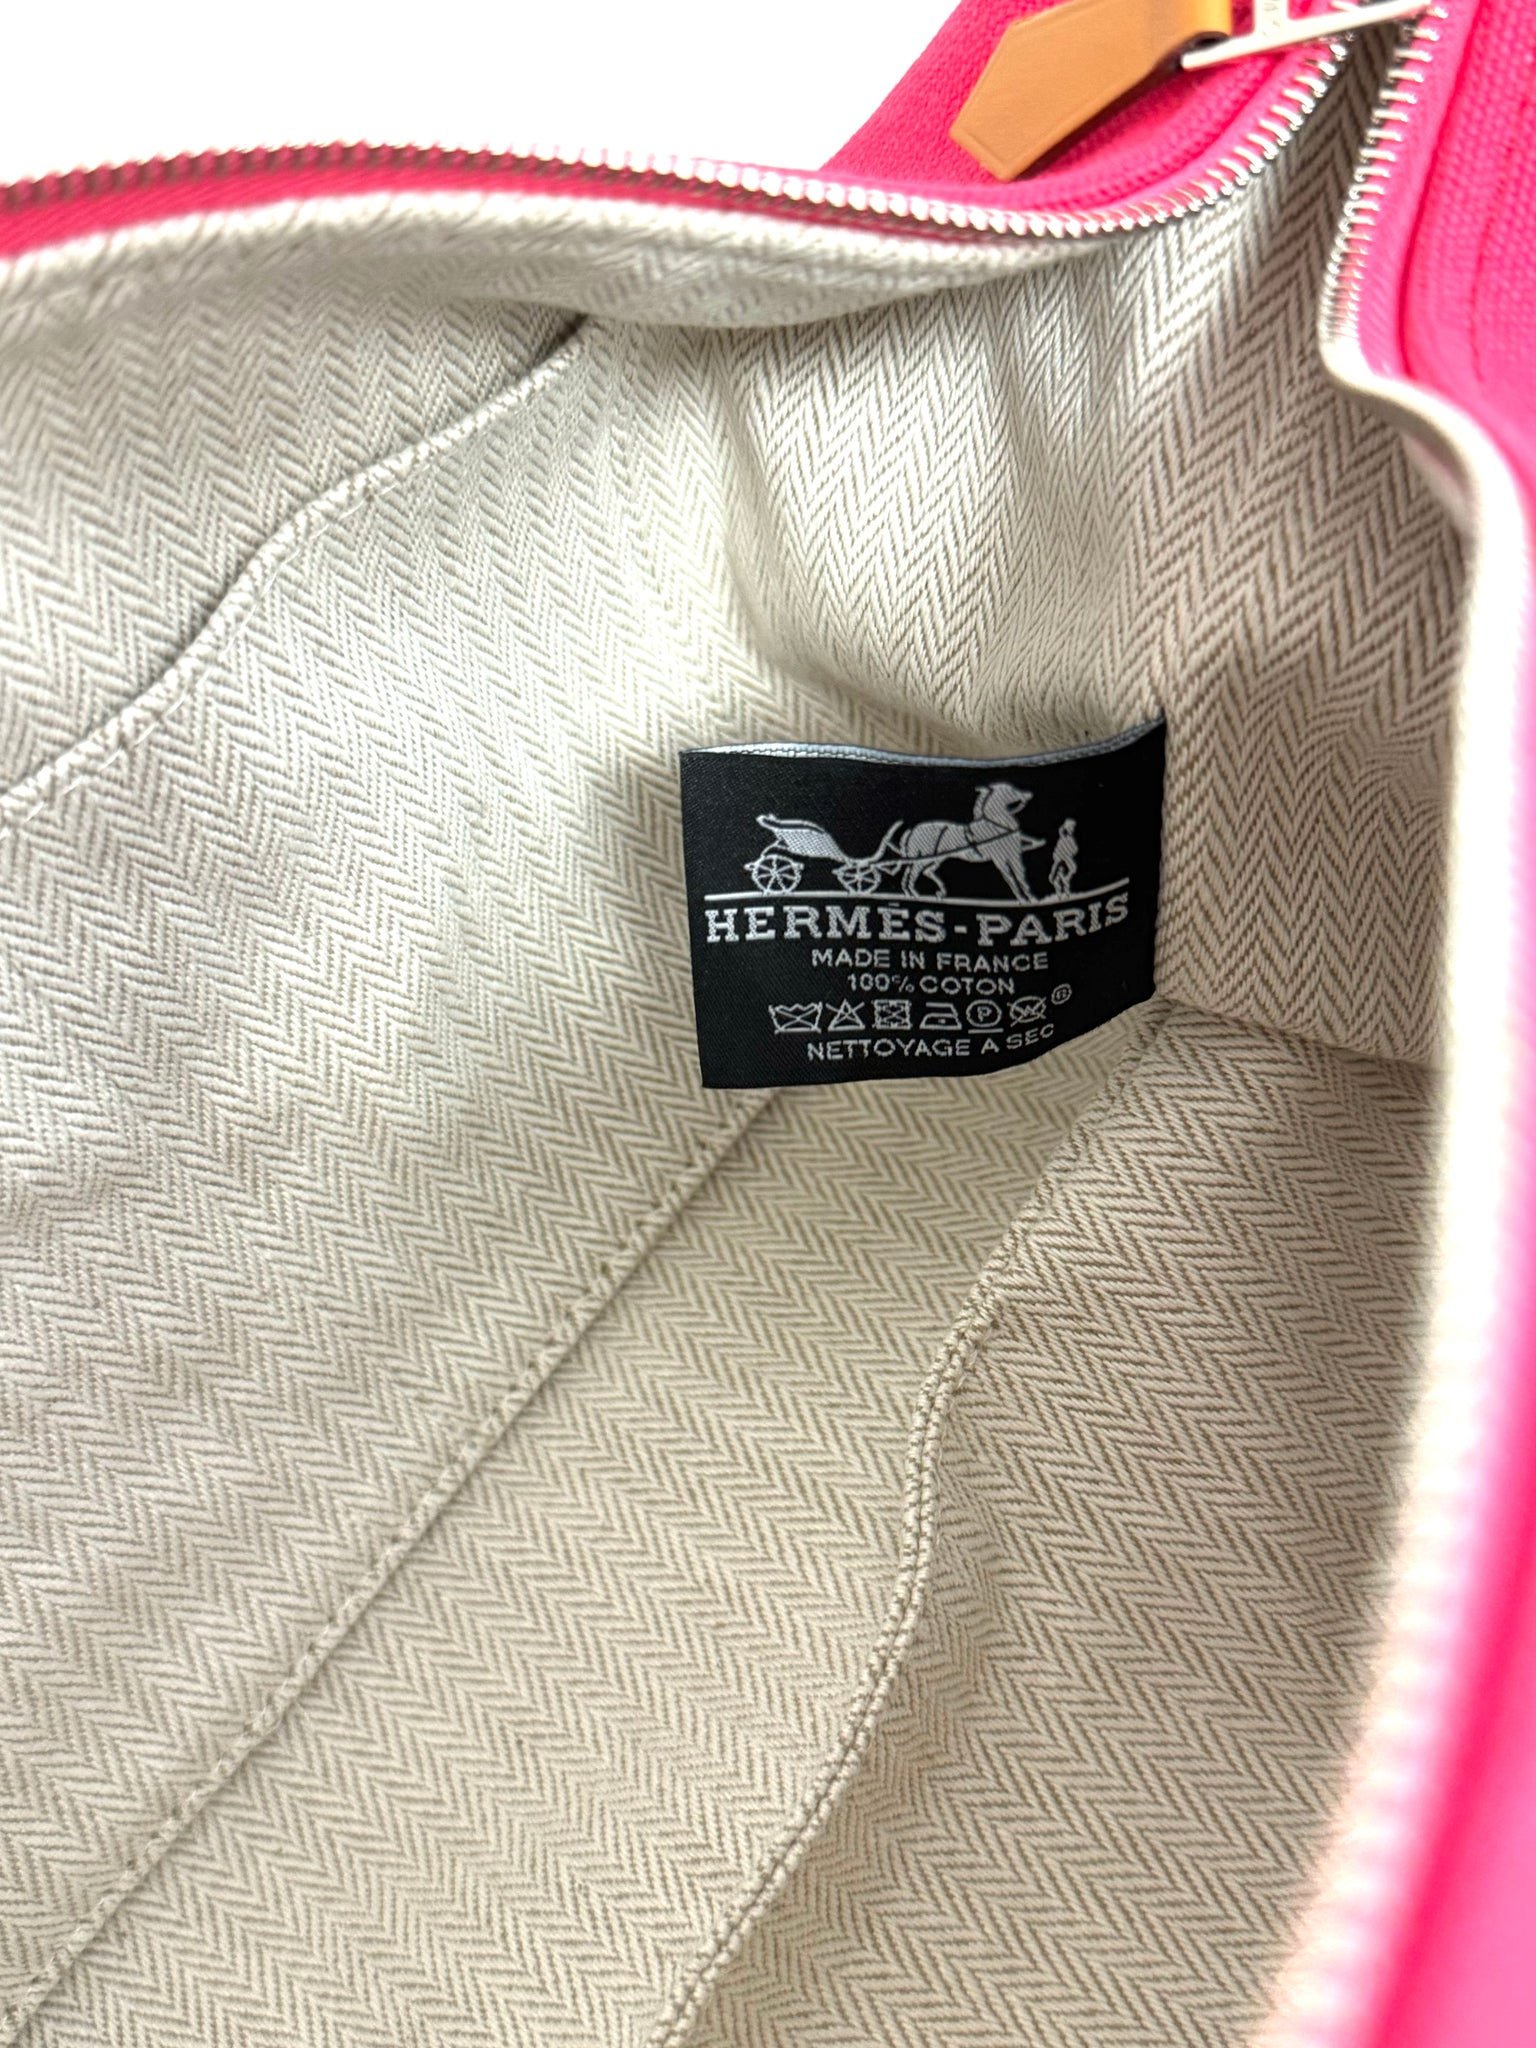 HERMÈS-PARIS
MADE IN FRANCE
100% COTON
P
®
NETTOYAGE A SEC